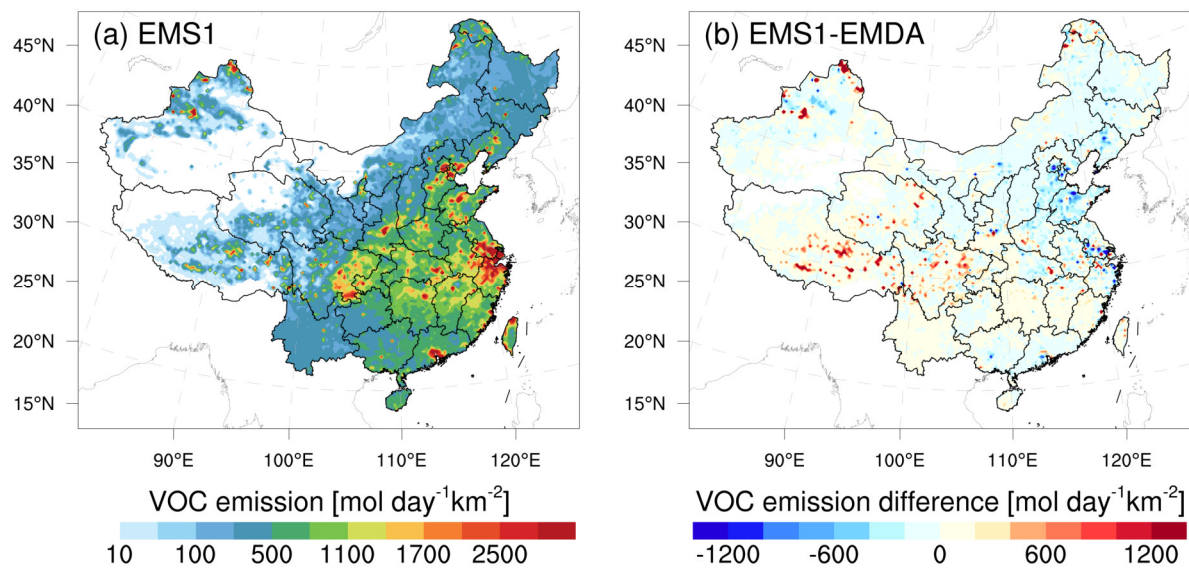 (a) EMS1
45°N
40°N
35°N
30°N
25°N
20°N
15°N
90°E 100°E 110°E 120°E
VOC emission [mol day⁻¹km⁻²]
10 100 500 1100 1700 2500
(b) EMS1-EMDA
45°N
40°N
35°N
30°N
25°N
20°N
15°N
90°E 100°E 110°E 120°E
VOC emission difference [mol day⁻¹km⁻²]
-1200 -600 0 600 1200